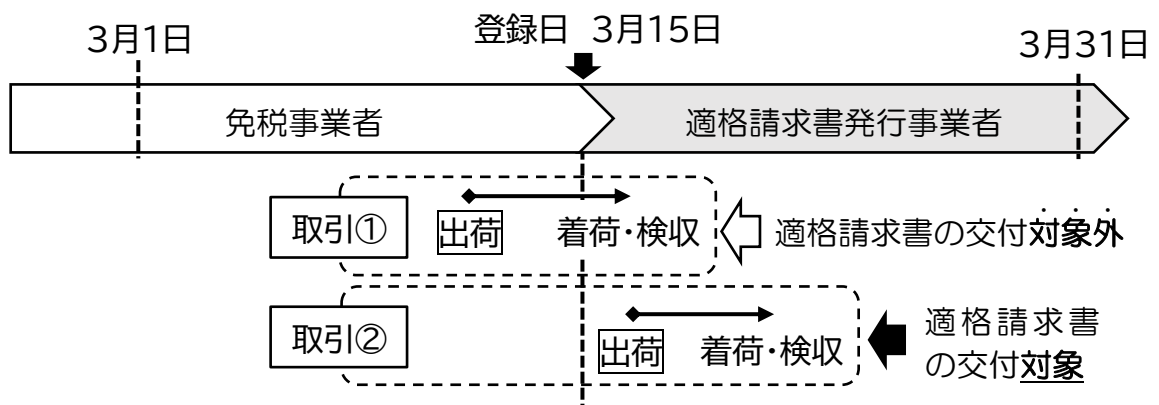 3月1日
登録日 3月15日
3月31日
免税事業者
適格請求書発行事業者
取引①
出荷
着荷・検収
適格請求書の交付対象外
取引②
出荷
着荷・検収
適格請求書
の交付対象